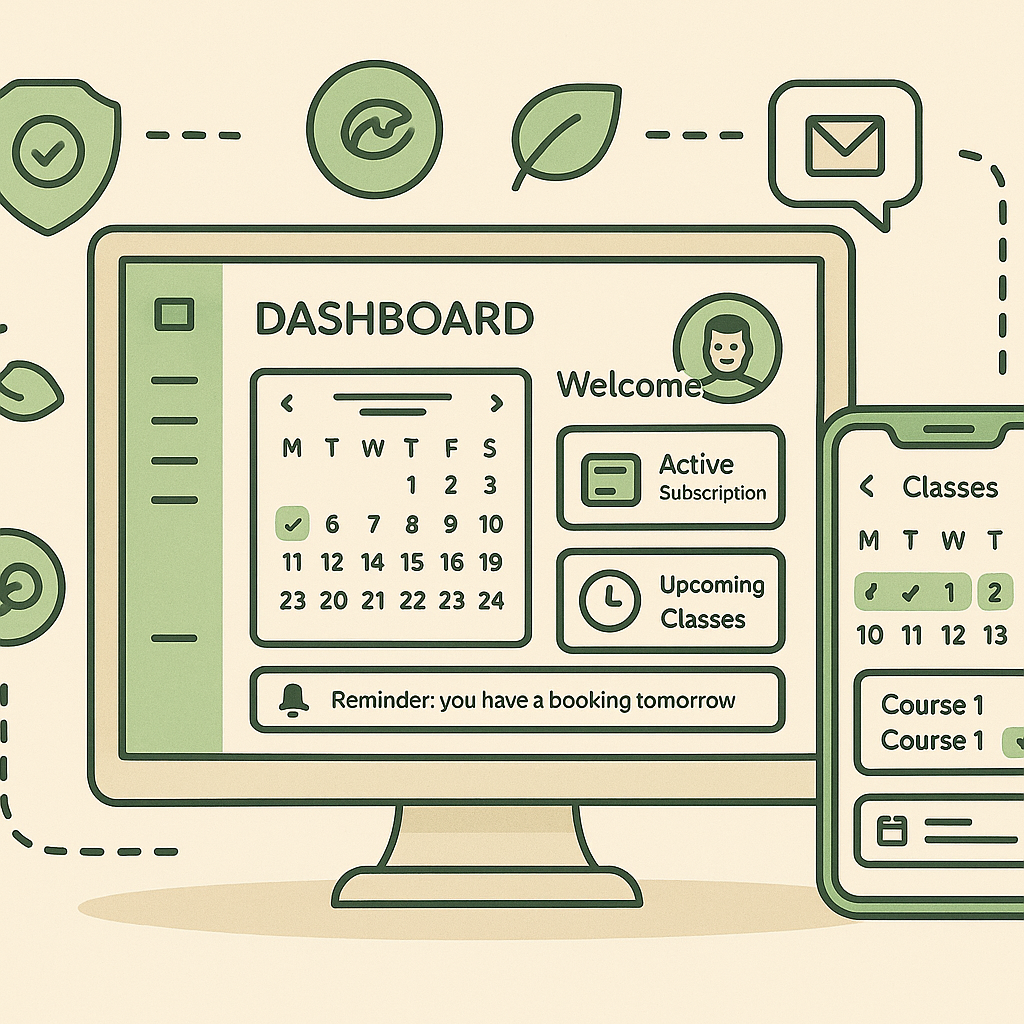 DASHBOARD
Welcome
M T W T F S
1 2 3
6 7 8 9 10
11 12 14 15 16 19
23 20 21 22 23 24
Active
Subscription
Upcoming
Classes
Reminder: you have a booking tomorrow
Classes
M T W T
1 2
10 11 12 13
Course 1
Course 1